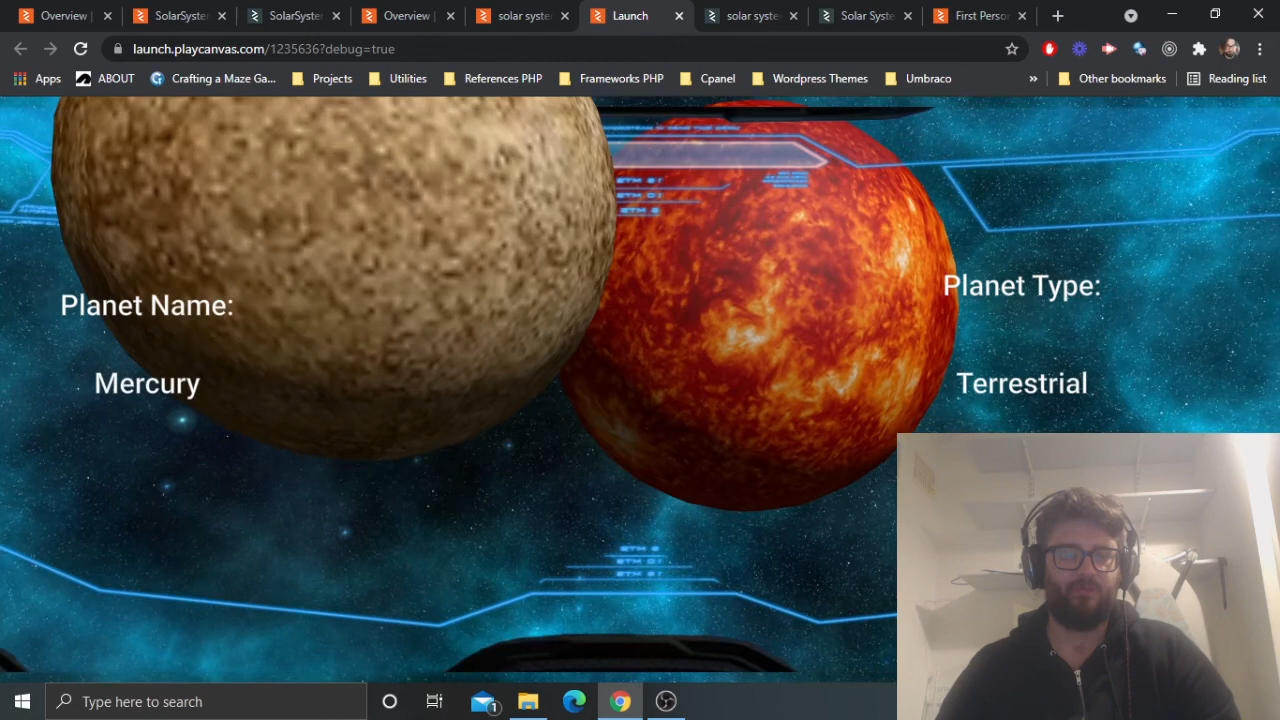 Overview |
SolarSyste
SolarSyste
Overview |
solar syste
Launch
solar syste
Solar Syste
First Perso
launch.playcanvas.com/1235636?debug=true
Apps
ABOUT
Crafting a Maze Ga...
Projects
Utilities
References PHP
Frameworks PHP
Cpanel
Wordpress Themes
Umbraco
»
Other bookmarks
Reading list
Planet Name:
Mercury
Planet Type:
Terrestrial
1
Type here to search